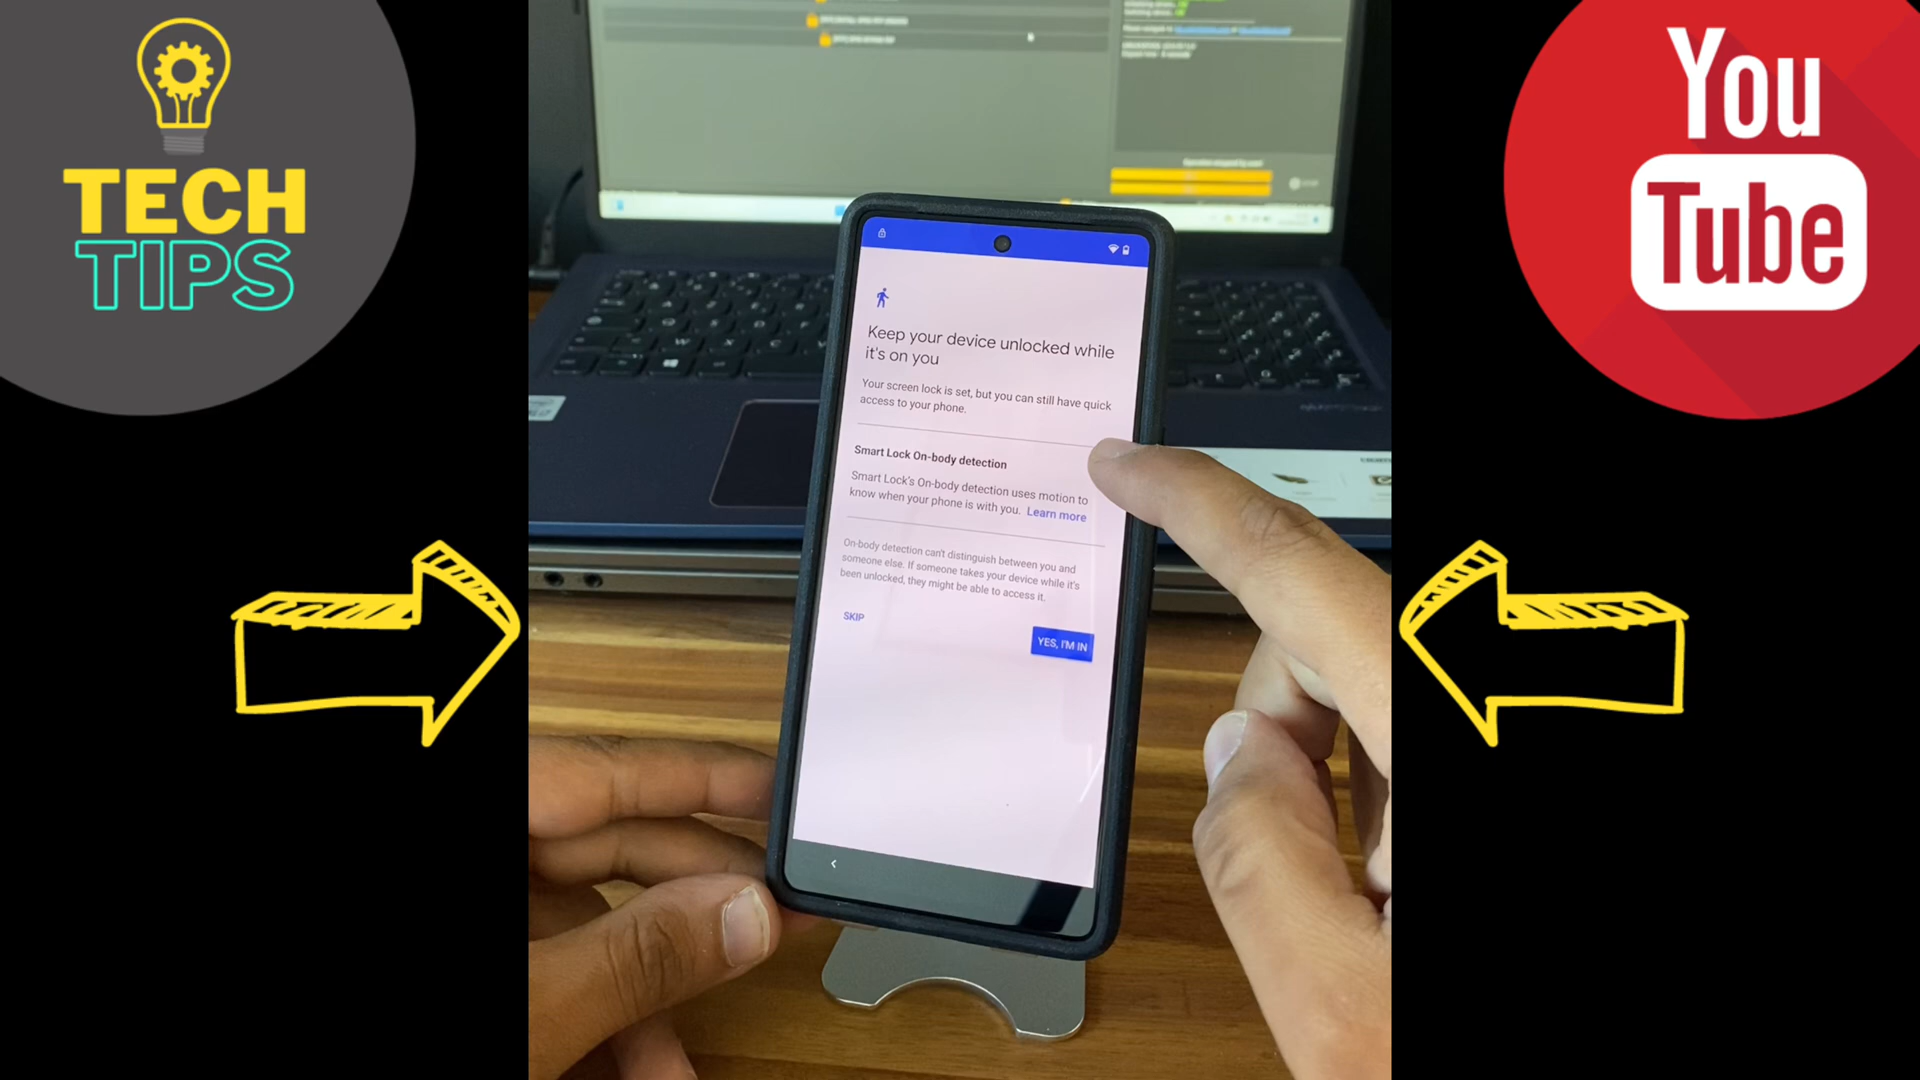 TECH
TIPS
You
Tube
Keep your device unlocked while
it's on you
Your screen lock is set, but you can still have quick
access to your phone.
Smart Lock On-body detection
Smart Lock's On-body detection uses motion to
know when your phone is with you. Learn more
On-body detection can't distinguish between you and
someone else. If someone takes your device while it's
been unlocked, they might be able to access it.
SKIP
YES, I'M IN